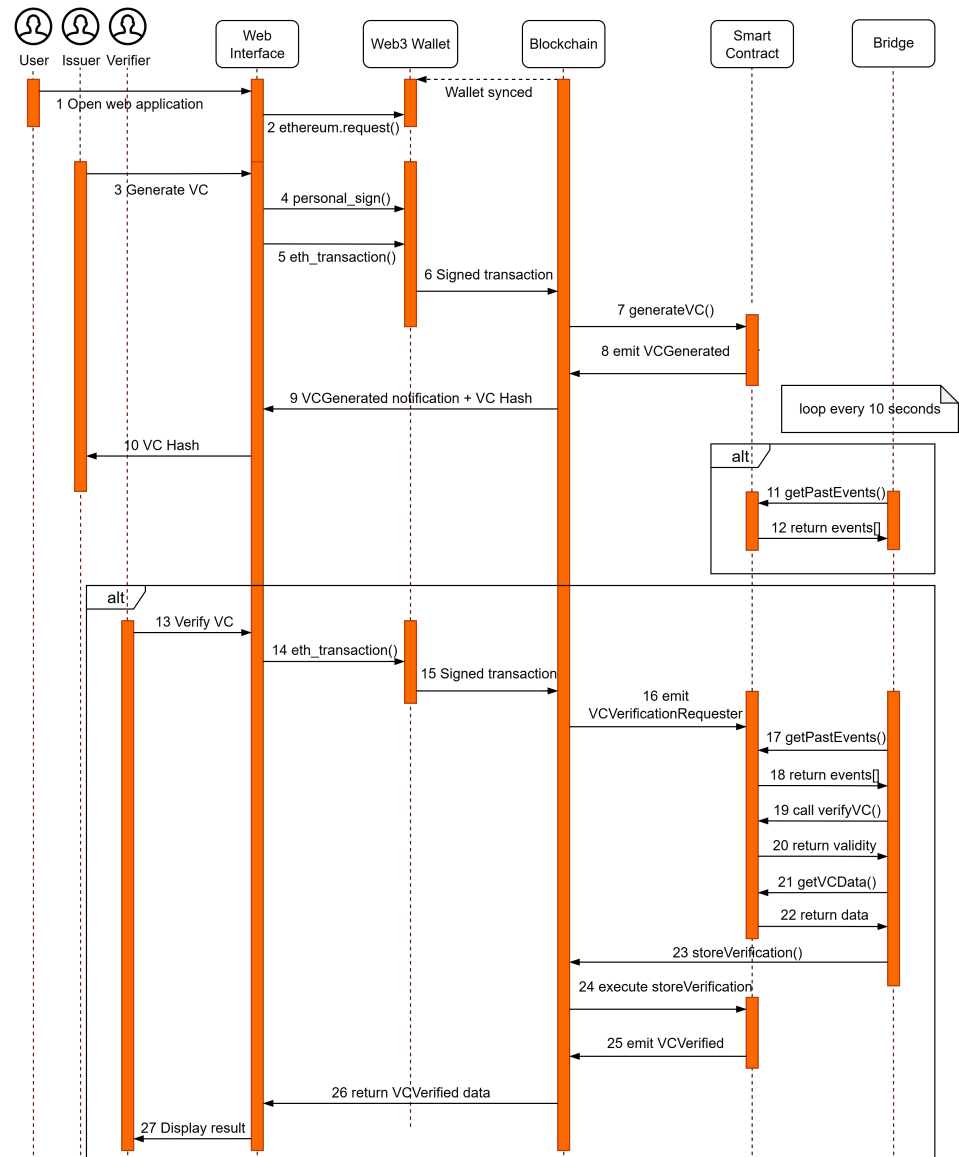 User
Issuer
Verifier
Web
Interface
Web3 Wallet
Blockchain
Smart
Contract
Bridge
Wallet synced
1 Open web application
2 ethereum.request()
3 Generate VC
4 personal_sign()
5 eth_transaction()
6 Signed transaction
7 generateVC()
8 emit VCGenerated
9 VCGenerated notification + VC Hash
loop every 10 seconds
10 VC Hash
alt
11 getPastEvents()
12 return events[]
alt
13 Verify VC
14 eth_transaction()
15 Signed transaction
16 emit
VCVerificationRequester
17 getPastEvents()
18 return events[]
19 call verifyVC()
20 return validity
21 getVCData()
22 return data
23 storeVerification()
24 execute storeVerification
25 emit VCVerified
26 return VCVerified data
27 Display result